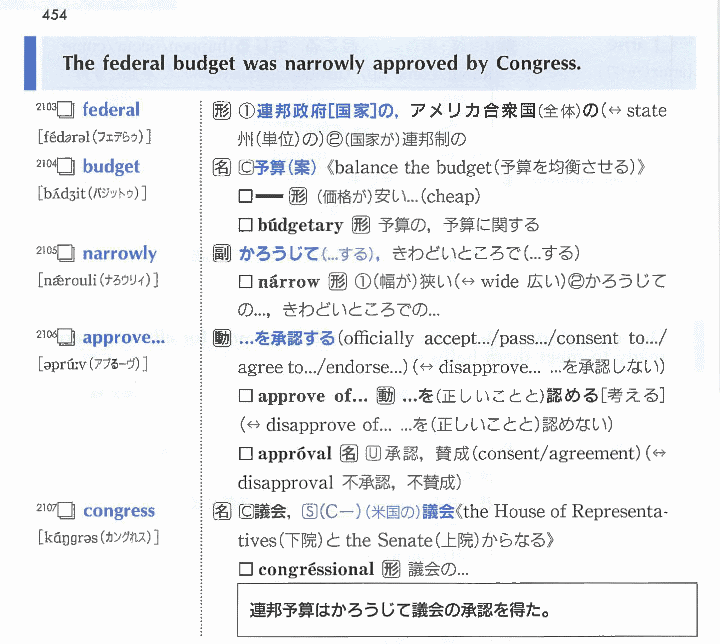 454
The federal budget was narrowly approved by Congress.
2103□ federal
[fédərəl(フェデらゥ)]
形 ①連邦政府[国家]の，アメリカ合衆国(全体)の(↔ state
州(単位)の)②(国家が)連邦制の
2104□ budget
[bʌ́dʒit(バジットゥ)]
名 C予算(案)《balance the budget(予算を均衡させる)》
□━ 形 (価格が)安い…(cheap)
□ búdgetary 形 予算の，予算に関する
2105□ narrowly
[nǽrouli(ナろウリィ)]
副 かろうじて(…する)，きわどいところで(…する)
□ nárrow 形 ①(幅が)狭い(↔ wide 広い)②かろうじて
の…，きわどいところでの…
2106□ approve...
[əprúːv(アプるーヴ)]
動 …を承認する(officially accept.../pass.../consent to.../
agree to.../endorse...) (↔ disapprove... …を承認しない)
□ approve of... 動 …を(正しいことと)認める[考える]
(↔ disapprove of... …を(正しいことと)認めない)
□ appróval 名 U承認，賛成(consent/agreement) (↔
disapproval 不承認，不賛成)
2107□ congress
[káŋgrəs(カングれス)]
名 C議会，S(C―)(米国の)議会《the House of Representa-
tives(下院)と the Senate(上院)からなる》
□ congréssional 形 議会の…
連邦予算はかろうじて議会の承認を得た。